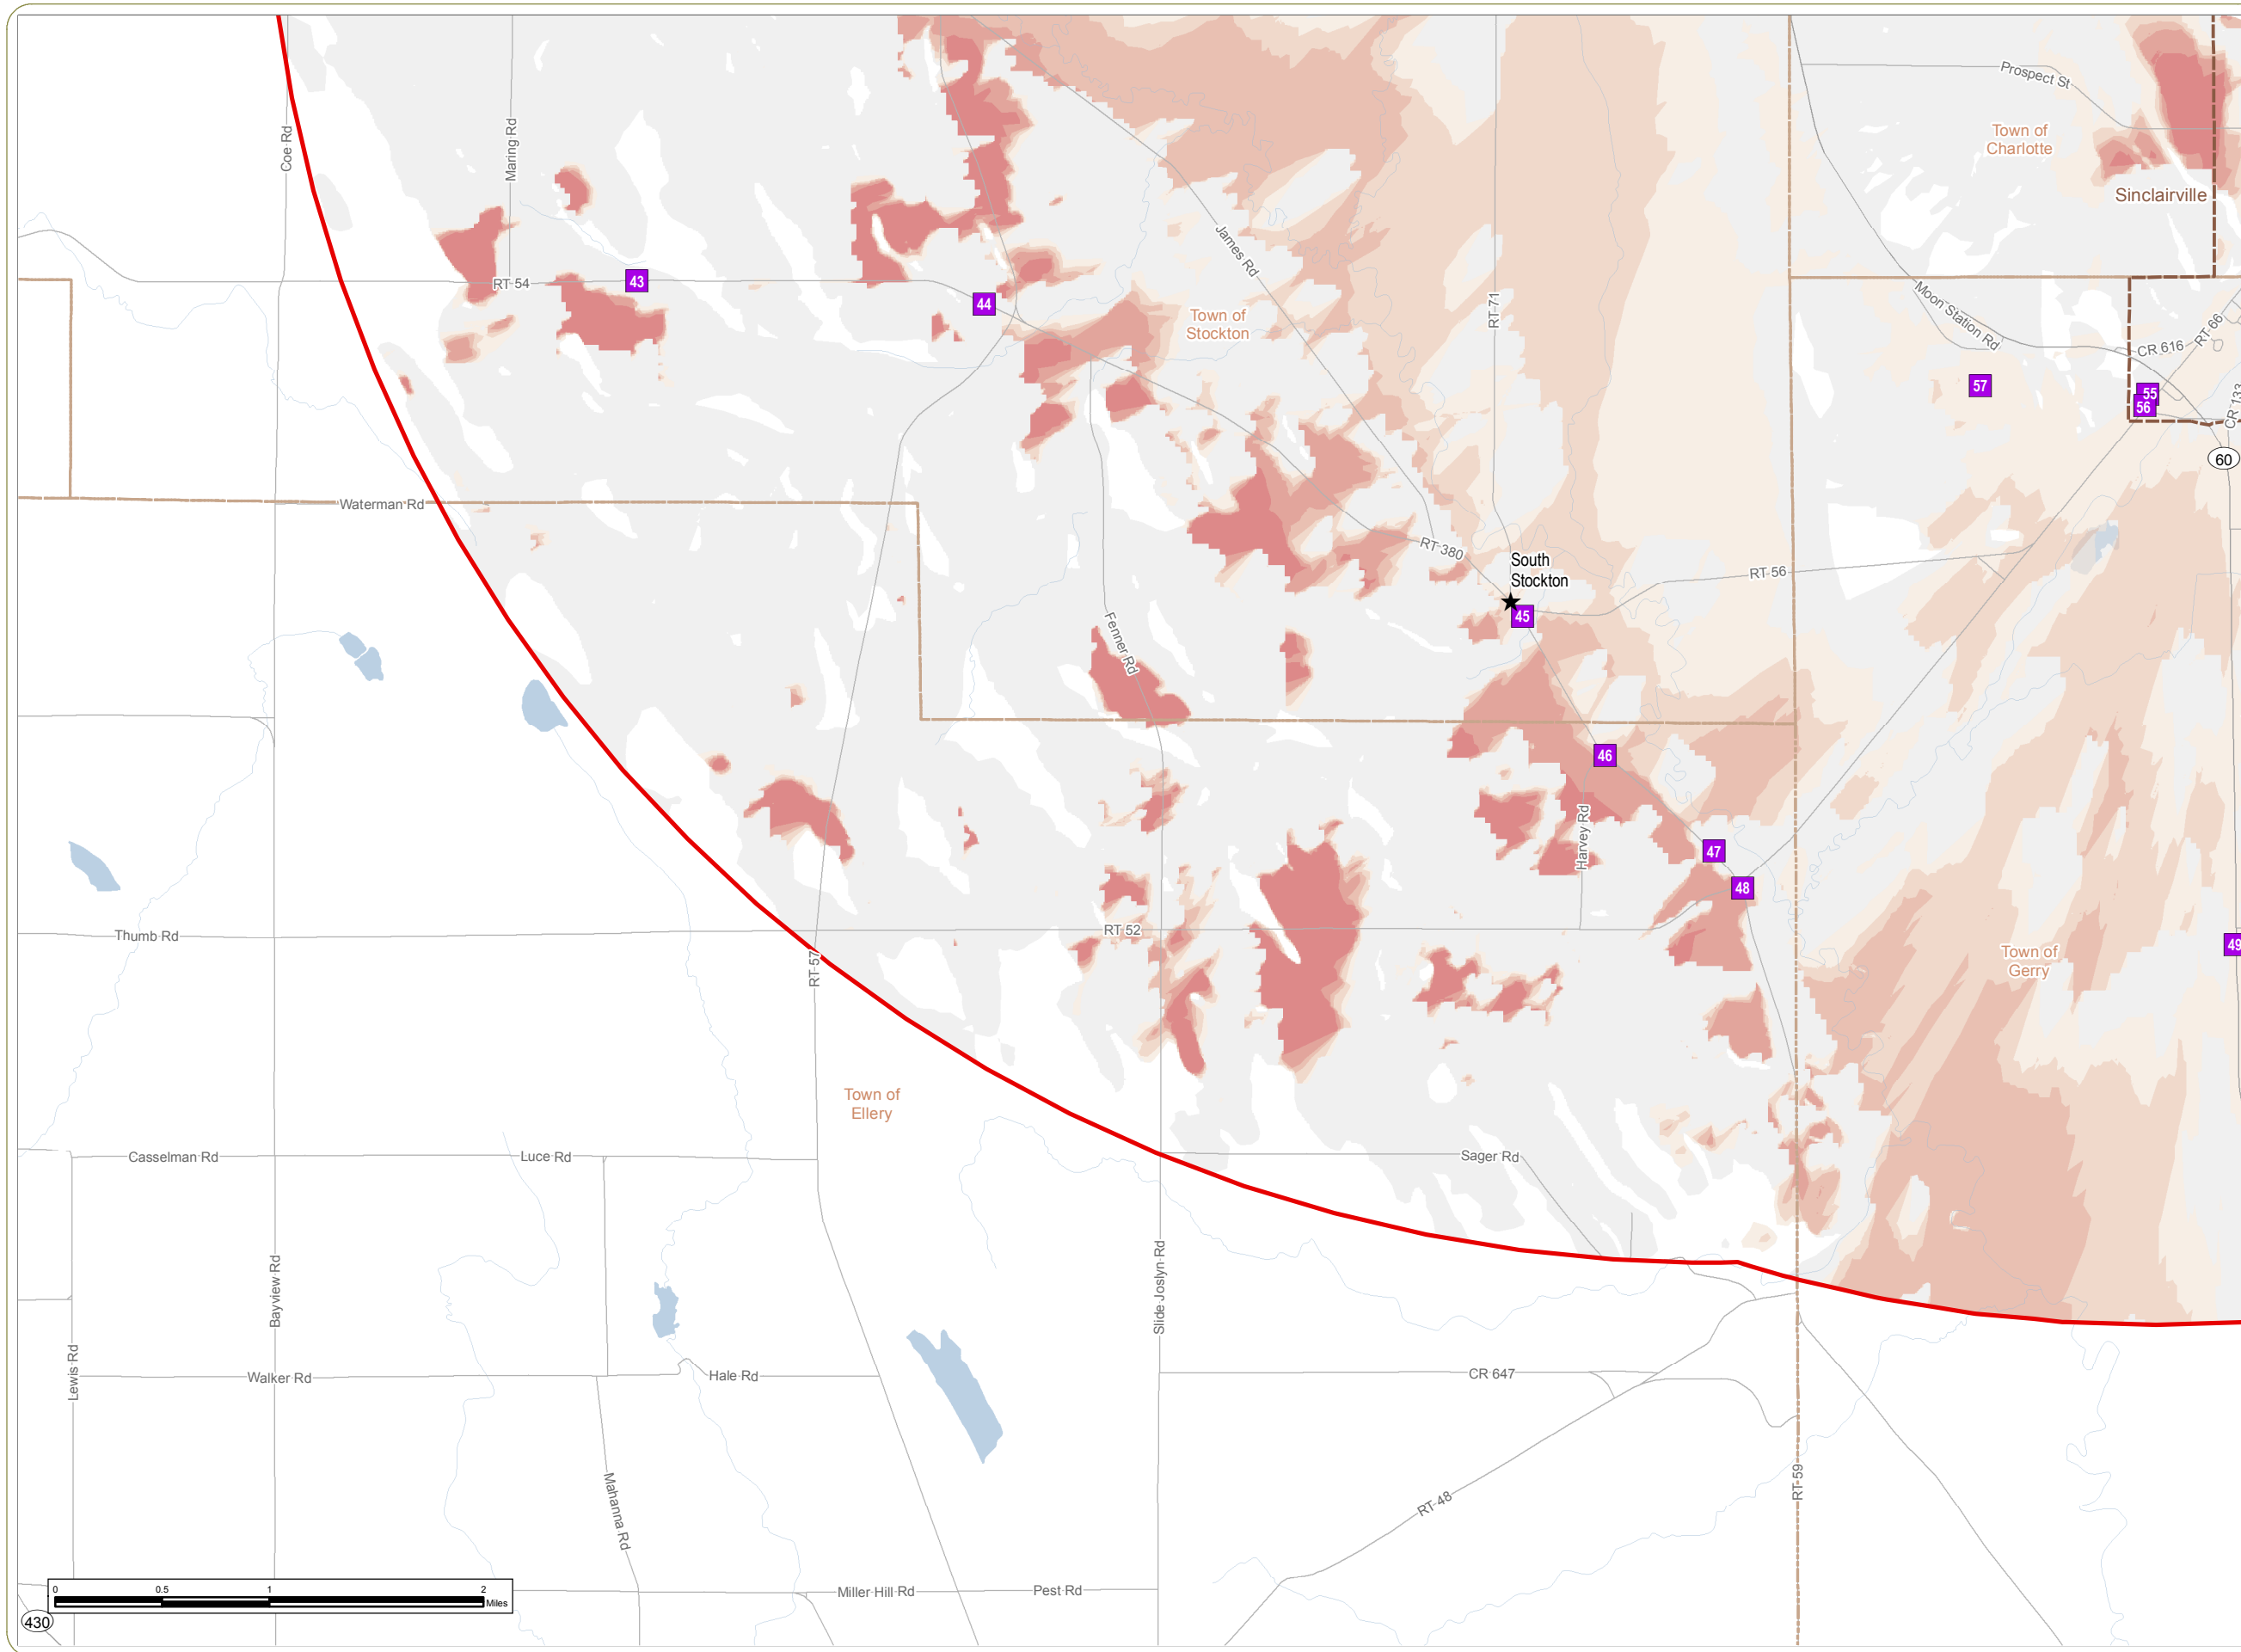 Prospect St
Town of
Charlotte
Coe Rd
Maring Rd
Sinclairville
James Rd
RT 54
43
44
Town of
Stockton
RT 71
Moon Station Rd
RT 66
CR 616
57
55
56
CR 133
60
Waterman Rd
RT 380
South
Stockton
RT 56
45
Fenner Rd
46
Harvey Rd
47
48
Thumb Rd
RT 52
RT 57
49
Town of
Gerry
Town of
Ellery
Casselman Rd
Luce Rd
Sager Rd
Bayview Rd
Slide Joslyn Rd
Lewis Rd
Walker Rd
Hale Rd
CR 647
Mahanna Rd
RT 48
RT 59
0 0.5 1 2
Miles
Miller Hill Rd
Pest Rd
430